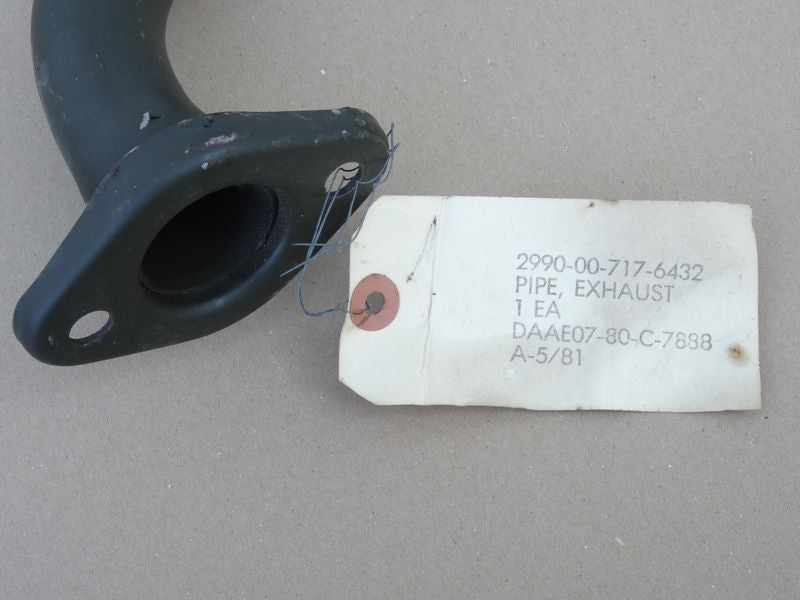 2990-00-717-6432
PIPE, EXHAUST
1 EA
DAAE07-80-C-7888
A-5/81